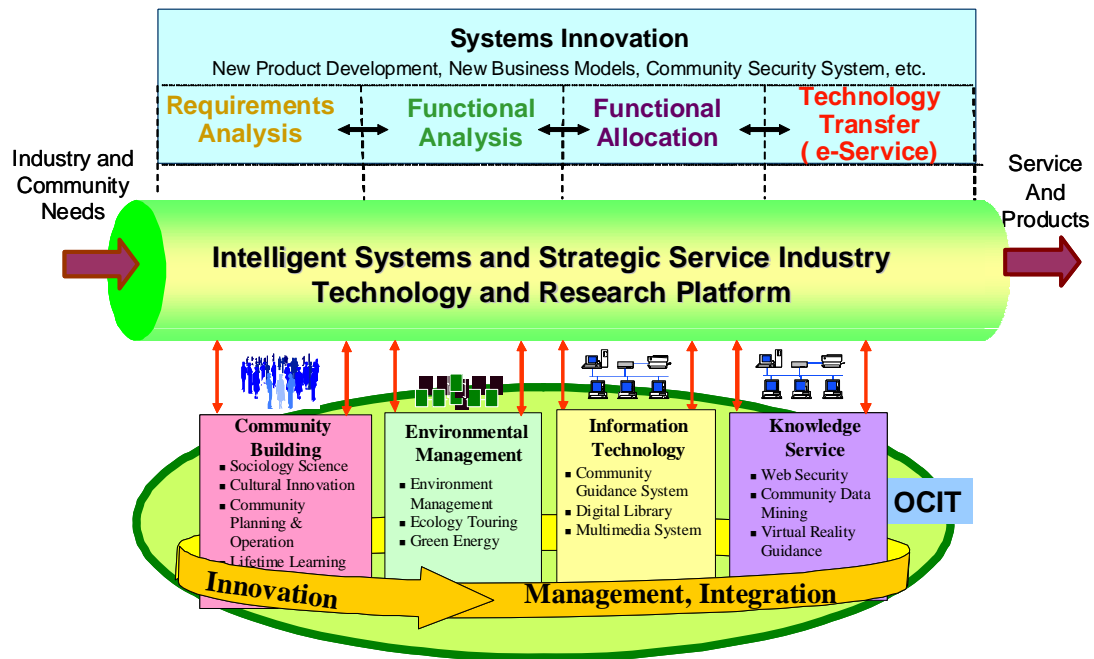 Systems Innovation
New Product Development, New Business Models, Community Security System, etc.
Requirements
Analysis
Functional
Analysis
Functional
Allocation
Technology
Transfer
( e-Service)
Industry and
Community
Needs
Service
And
Products
Intelligent Systems and Strategic Service Industry
Technology and Research Platform
Community
Building
▪ Sociology Science
▪ Cultural Innovation
▪ Community
Planning &
Operation
▪ Lifetime Learning
Environmental
Management
▪ Environment
Management
▪ Ecology Touring
▪ Green Energy
Information
Technology
▪ Community
Guidance System
▪ Digital Library
▪ Multimedia System
Knowledge
Service
▪ Web Security
▪ Community Data
Mining
▪ Virtual Reality
Guidance
OCIT
Innovation
Management, Integration